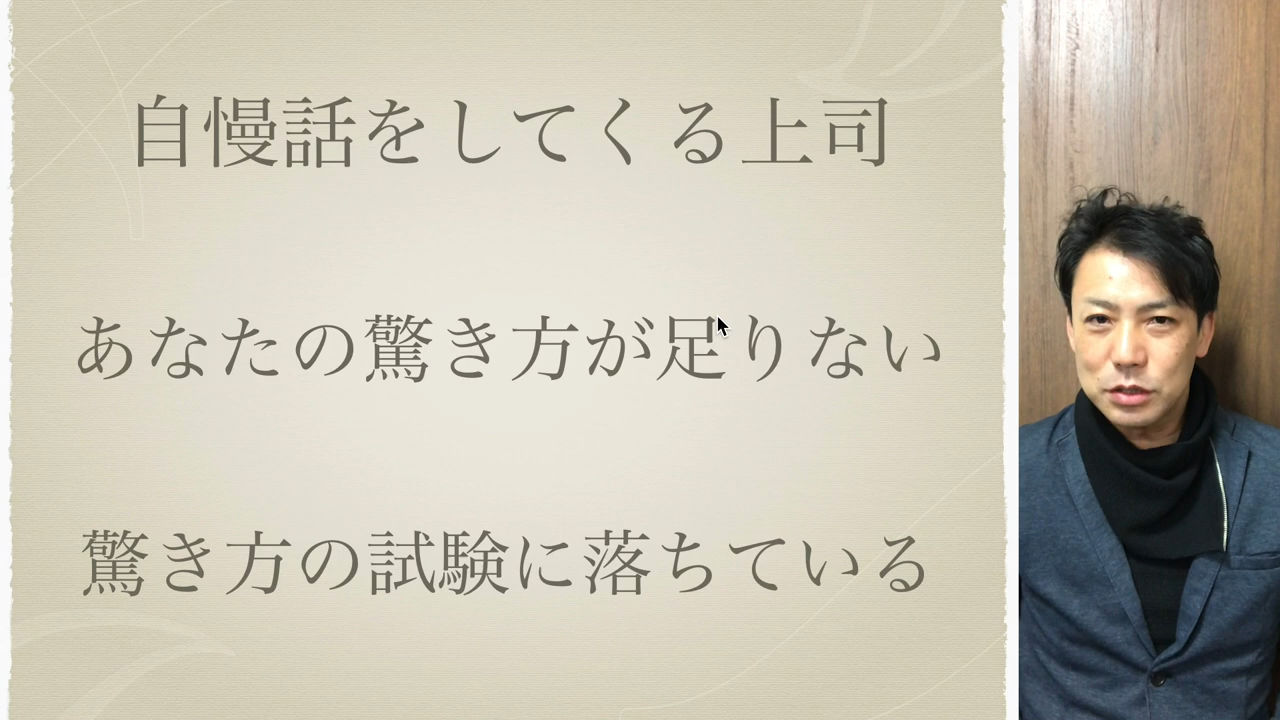 自慢話をしてくる上司
あなたの驚き方が足りない
驚き方の試験に落ちている